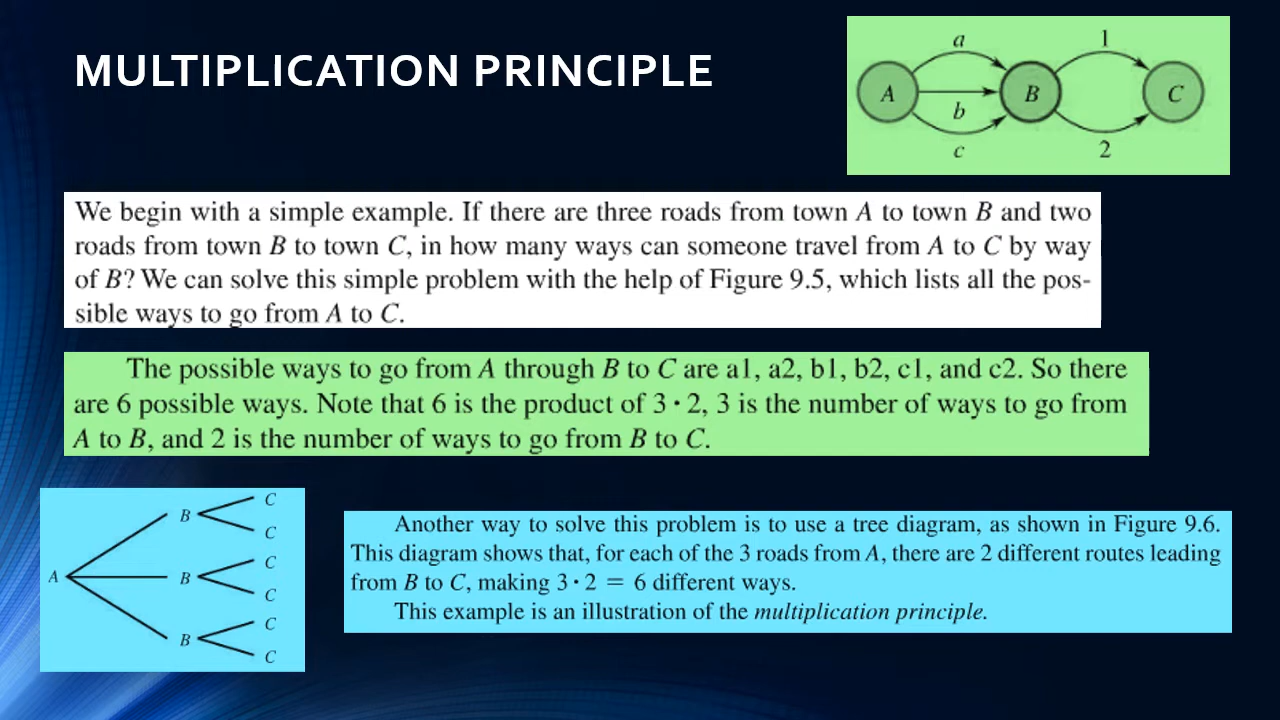 MULTIPLICATION PRINCIPLE
a
1
A
B
C
b
c
2
We begin with a simple example. If there are three roads from town A to town B and two
roads from town B to town C, in how many ways can someone travel from A to C by way
of B? We can solve this simple problem with the help of Figure 9.5, which lists all the pos-
sible ways to go from A to C.
The possible ways to go from A through B to C are a1, a2, b1, b2, c1, and c2. So there
are 6 possible ways. Note that 6 is the product of 3 · 2, 3 is the number of ways to go from
A to B, and 2 is the number of ways to go from B to C.
C
B
C
C
A
B
C
C
B
C
Another way to solve this problem is to use a tree diagram, as shown in Figure 9.6.
This diagram shows that, for each of the 3 roads from A, there are 2 different routes leading
from B to C, making 3 · 2 = 6 different ways.
This example is an illustration of the multiplication principle.